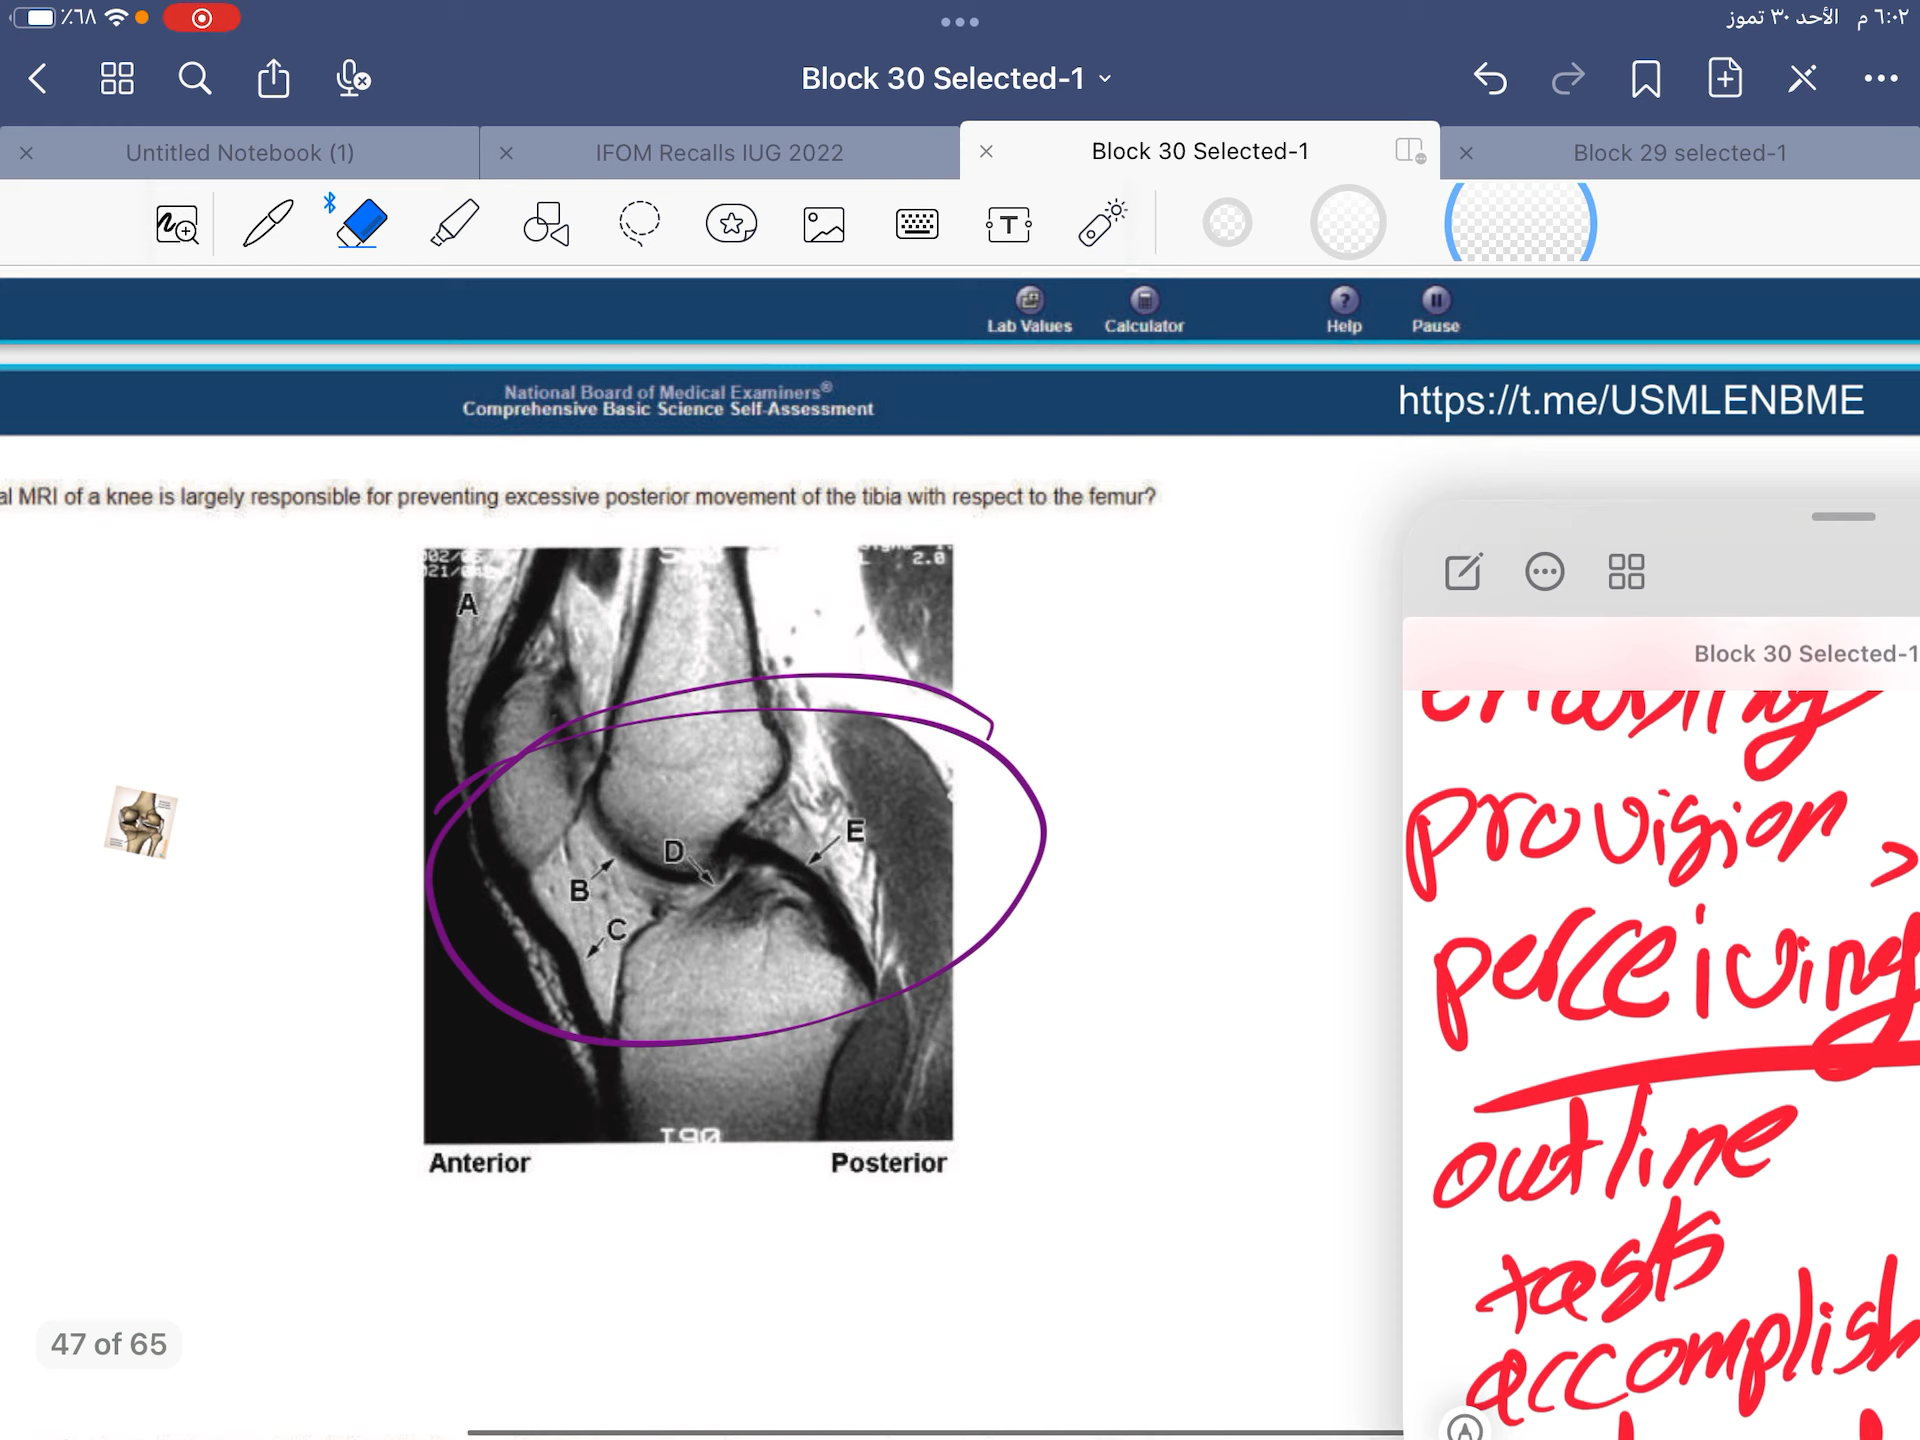 ٪٦٨
٦:٠٢ م الأحد ٣٠ تموز
Block 30 Selected-1
Untitled Notebook (1)
IFOM Recalls IUG 2022
Block 30 Selected-1
Block 29 selected-1
Lab Values
Calculator
Help
Pause
National Board of Medical Examiners®
Comprehensive Basic Science Self-Assessment
https://t.me/USMLENBME
al MRI of a knee is largely responsible for preventing excessive posterior movement of the tibia with respect to the femur?
2.0
A
B
C
D
E
Anterior
Posterior
47 of 65
Block 30 Selected-1
enabling
provision
perceiving
outline
tasks
accomplish